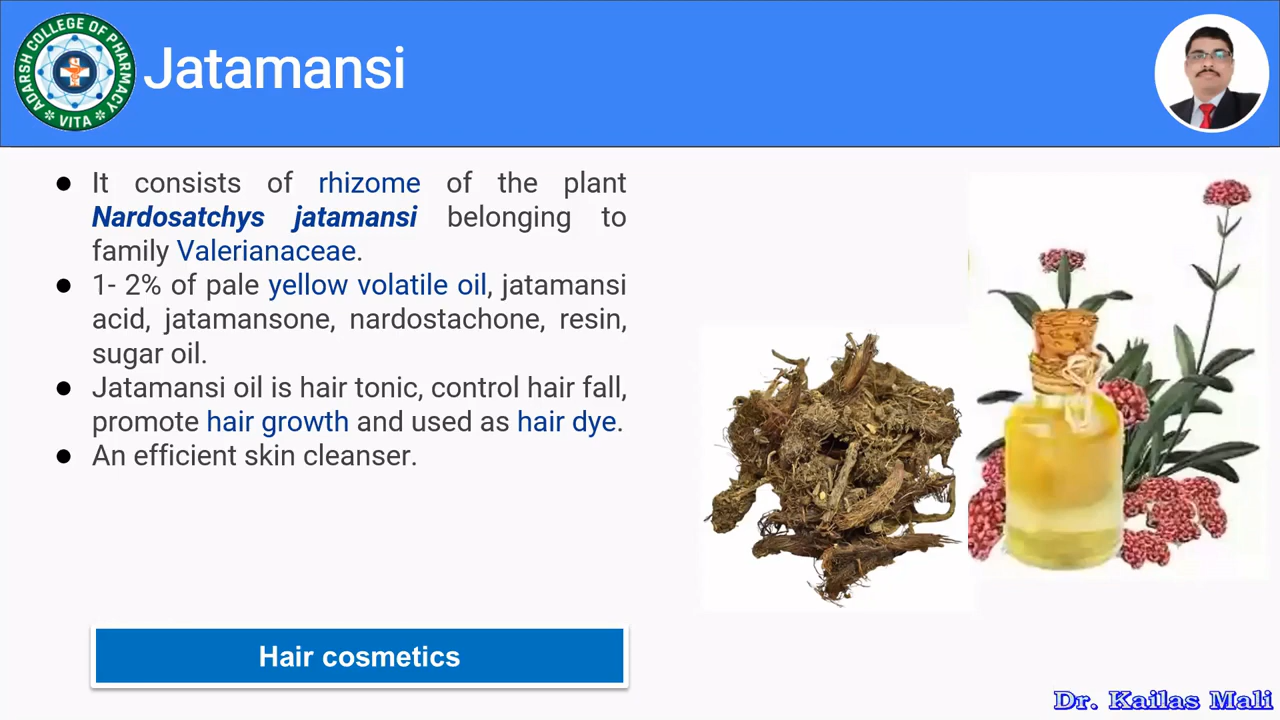 ADARSH COLLEGE OF PHARMACY
VITA
Jatamansi
● It consists of rhizome of the plant
Nardosatchys jatamansi belonging to
family Valerianaceae.
● 1- 2% of pale yellow volatile oil, jatamansi
acid, jatamansone, nardostachone, resin,
sugar oil.
● Jatamansi oil is hair tonic, control hair fall,
promote hair growth and used as hair dye.
● An efficient skin cleanser.
Hair cosmetics
Dr. Kailas Mali